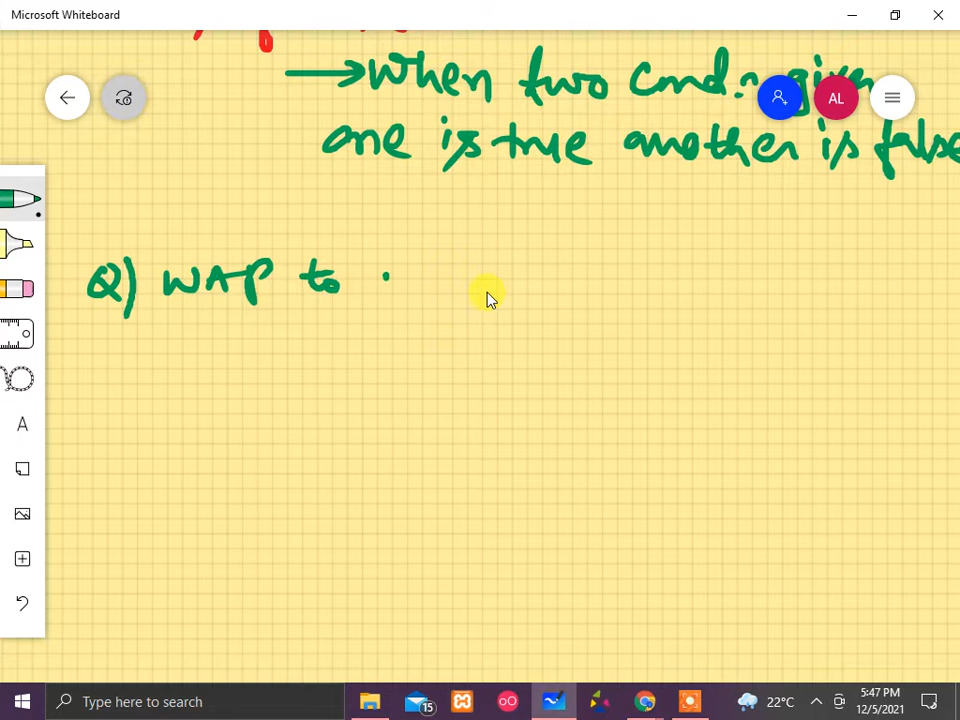 Microsoft Whiteboard
→ When two cond.n given
one is true another is false
AL
Q) WAP to
A
Type here to search
15
22°C
5:47 PM
12/5/2021